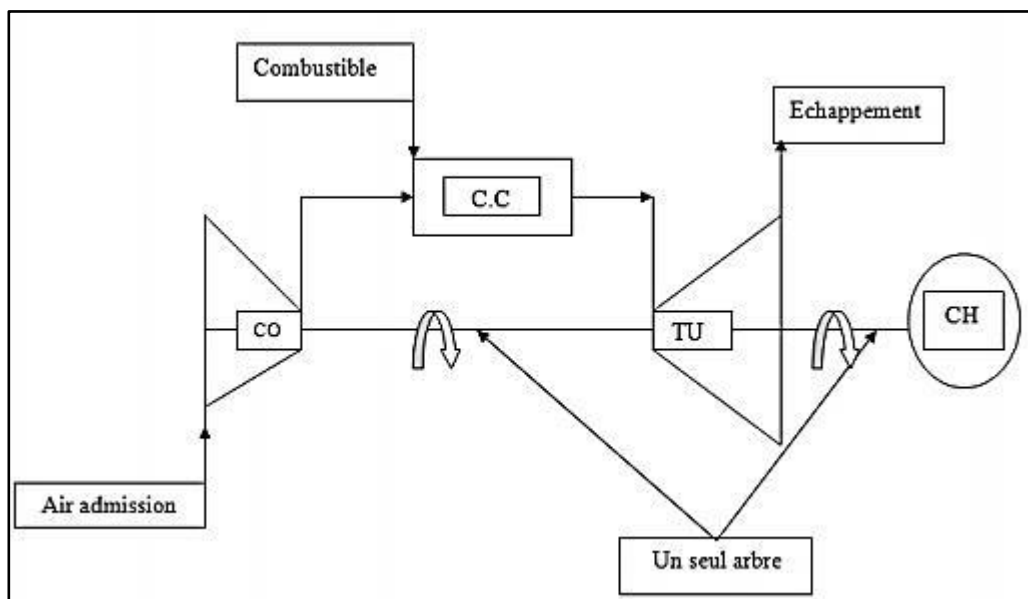 Combustible
Echappement
C.C
CO
TU
CH
Air admission
Un seul arbre